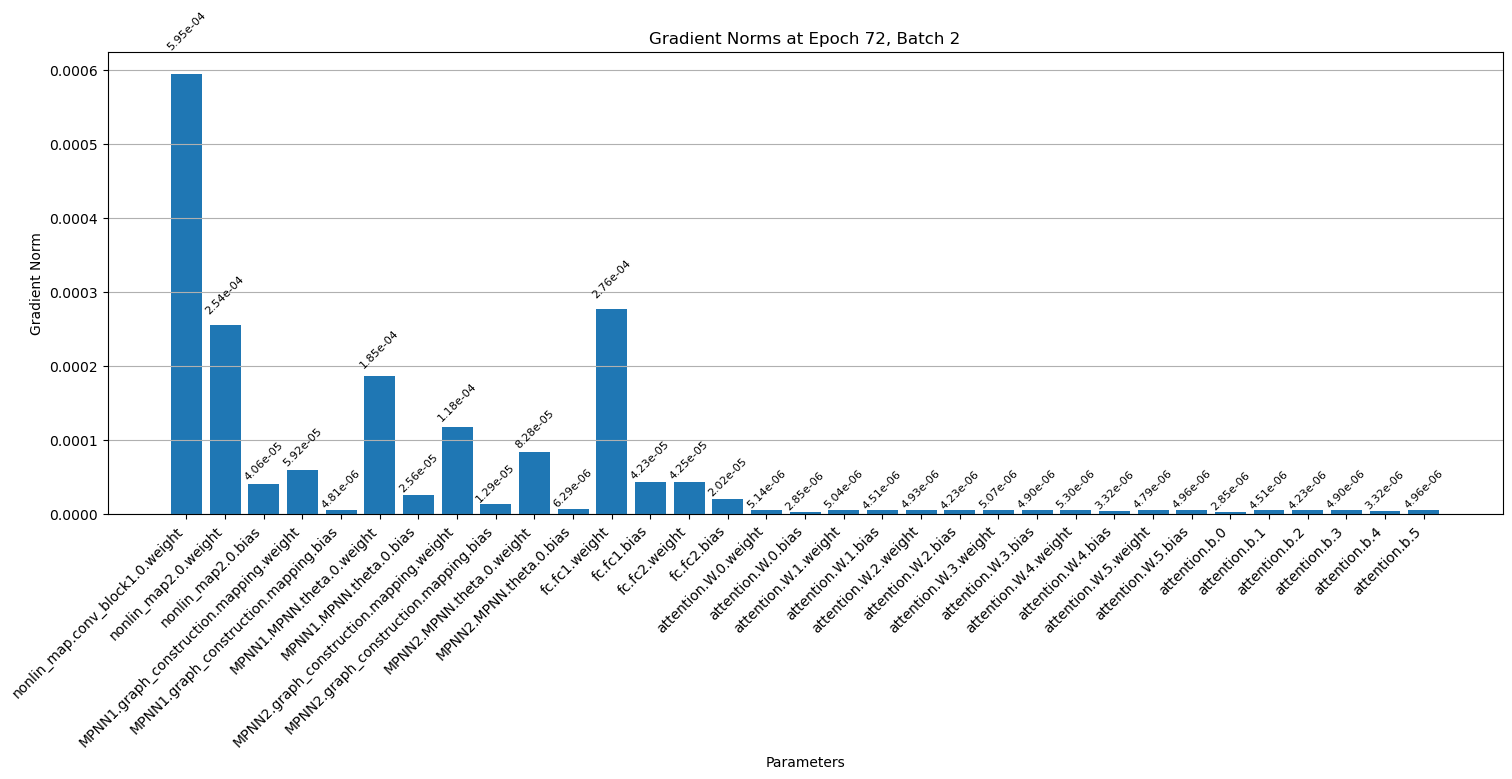 Gradient Norms at Epoch 72, Batch 2
Gradient Norm
0.0006
0.0005
0.0004
0.0003
0.0002
0.0001
0.0000
5.95e-04
2.54e-04
4.06e-05
5.92e-05
4.81e-06
1.85e-04
2.56e-05
1.18e-04
1.29e-05
8.28e-05
6.29e-06
2.76e-04
4.23e-05
4.25e-05
2.02e-05
5.14e-06
2.85e-06
5.04e-06
4.51e-06
4.93e-06
4.23e-06
5.07e-06
4.90e-06
5.30e-06
3.32e-06
4.79e-06
4.96e-06
2.85e-06
4.51e-06
4.23e-06
4.90e-06
3.32e-06
4.96e-06
nonlin_map.conv_block1.0.weight
nonlin_map2.0.weight
nonlin_map2.0.bias
MPNN1.graph_construction.mapping.weight
MPNN1.graph_construction.mapping.bias
MPNN1.MPNN.theta.0.weight
MPNN1.MPNN.theta.0.bias
MPNN2.graph_construction.mapping.weight
MPNN2.graph_construction.mapping.bias
MPNN2.MPNN.theta.0.weight
MPNN2.MPNN.theta.0.bias
fc.fc1.weight
fc.fc1.bias
fc.fc2.weight
fc.fc2.bias
attention.W.0.weight
attention.W.0.bias
attention.W.1.weight
attention.W.1.bias
attention.W.2.weight
attention.W.2.bias
attention.W.3.weight
attention.W.3.bias
attention.W.4.weight
attention.W.4.bias
attention.W.5.weight
attention.W.5.bias
attention.b.0
attention.b.1
attention.b.2
attention.b.3
attention.b.4
attention.b.5
Parameters